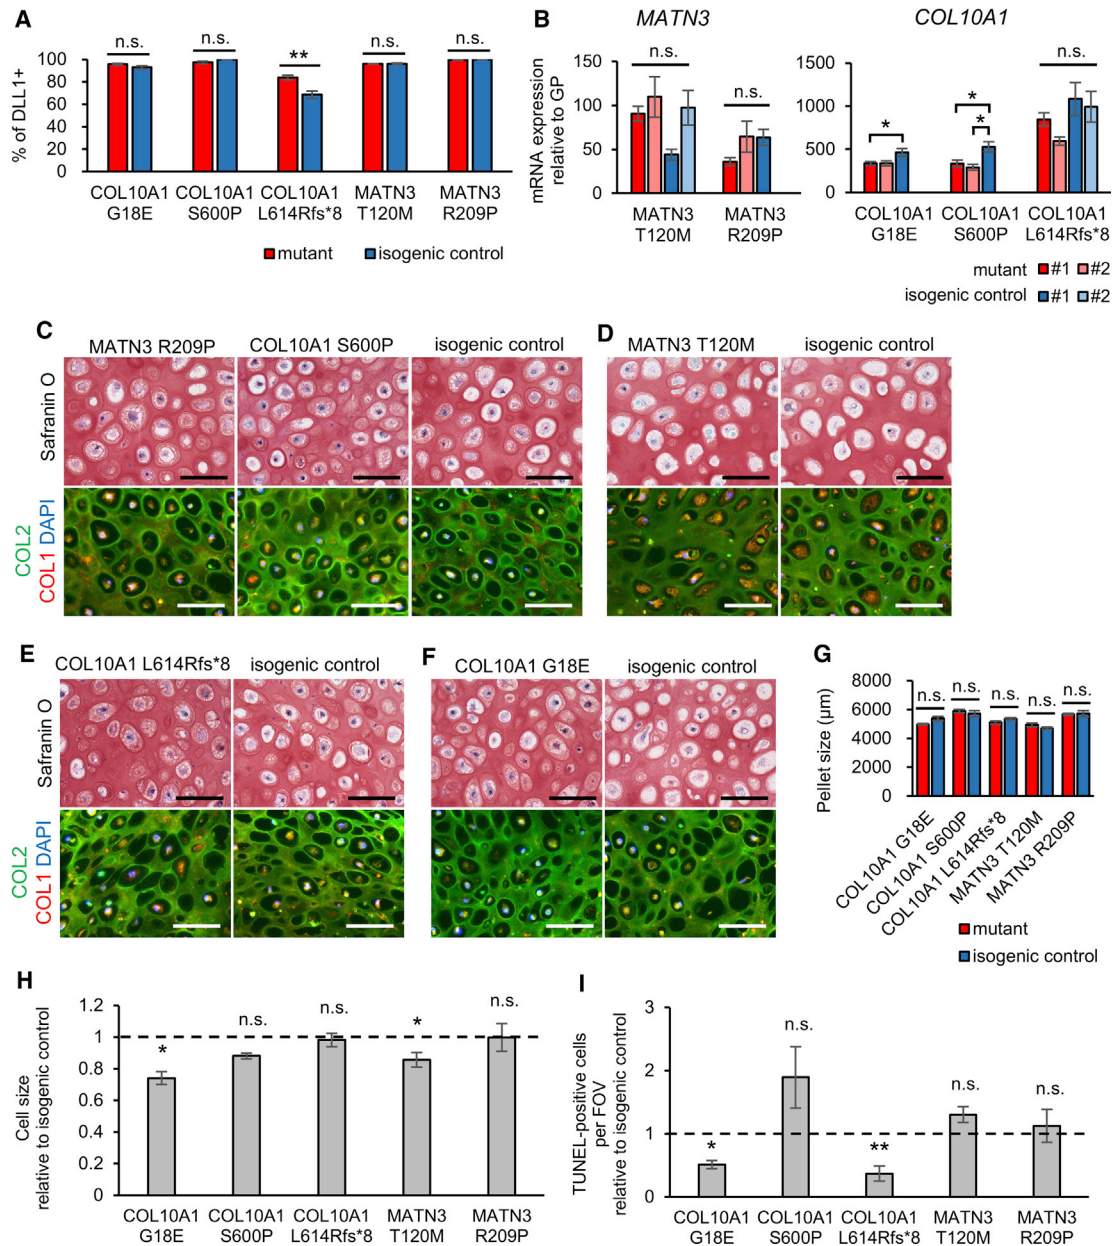 A
% of DLL1+
100
80
60
40
20
0
n.s.
n.s.
**
n.s.
n.s.
COL10A1 G18E
COL10A1 S600P
COL10A1 L614Rfs*8
MATN3 T120M
MATN3 R209P
mutant
isogenic control
B
MATN3
mRNA expression
relative to GP
150
100
50
0
n.s.
n.s.
MATN3 T120M
MATN3 R209P
COL10A1
1500
1000
500
0
*
*
*
n.s.
COL10A1 G18E
COL10A1 S600P
COL10A1 L614Rfs*8
mutant #1 #2
isogenic control #1 #2
C
MATN3 R209P
COL10A1 S600P
isogenic control
Safranin O
COL2
COL1 DAPI
D
MATN3 T120M
isogenic control
E
COL10A1 L614Rfs*8
isogenic control
Safranin O
COL2
COL1 DAPI
F
COL10A1 G18E
isogenic control
G
Pellet size (µm)
8000
6000
4000
2000
0
n.s.
n.s.
n.s.
n.s.
n.s.
COL10A1 G18E
COL10A1 S600P
COL10A1 L614Rfs*8
MATN3 T120M
MATN3 R209P
mutant
isogenic control
H
Cell size
relative to isogenic control
1.2
1
0.8
0.6
0.4
0.2
0
*
n.s.
n.s.
*
n.s.
COL10A1 G18E
COL10A1 S600P
COL10A1 L614Rfs*8
MATN3 T120M
MATN3 R209P
I
TUNEL-positive cells
per FOV
relative to isogenic control
3
2
1
0
*
n.s.
**
n.s.
n.s.
COL10A1 G18E
COL10A1 S600P
COL10A1 L614Rfs*8
MATN3 T120M
MATN3 R209P